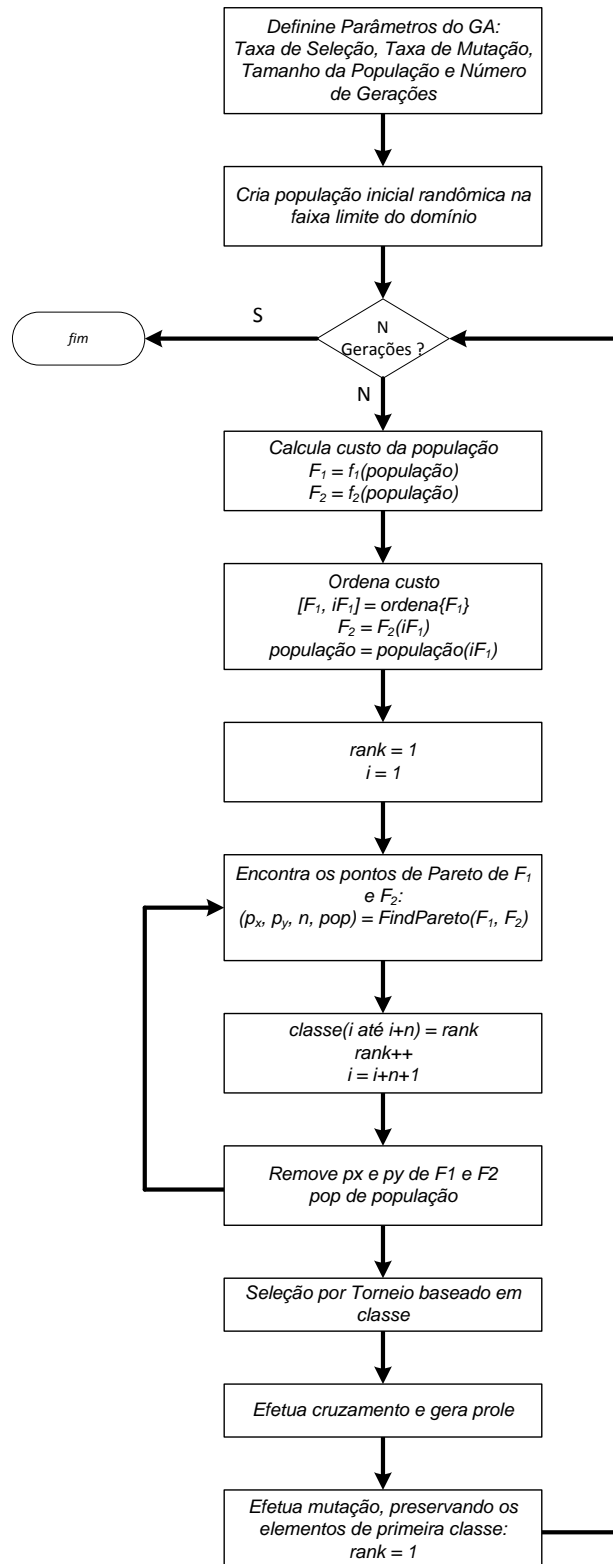 Definine Parâmetros do GA:
Taxa de Seleção, Taxa de Mutação,
Tamanho da População e Número
de Gerações
Cria população inicial randômica na
faixa limite do domínio
S
fim
N
Gerações ?
N
Calcula custo da população
F₁ = f₁(população)
F₂ = f₂(população)
Ordena custo
[F₁, iF₁] = ordena{F₁}
F₂ = F₂(iF₁)
população = população(iF₁)
rank = 1
i = 1
Encontra os pontos de Pareto de F₁
e F₂:
(pₓ, pᵧ, n, pop) = FindPareto(F₁, F₂)
classe(i até i+n) = rank
rank++
i = i+n+1
Remove px e py de F1 e F2
pop de população
Seleção por Torneio baseado em
classe
Efetua cruzamento e gera prole
Efetua mutação, preservando os
elementos de primeira classe:
rank = 1